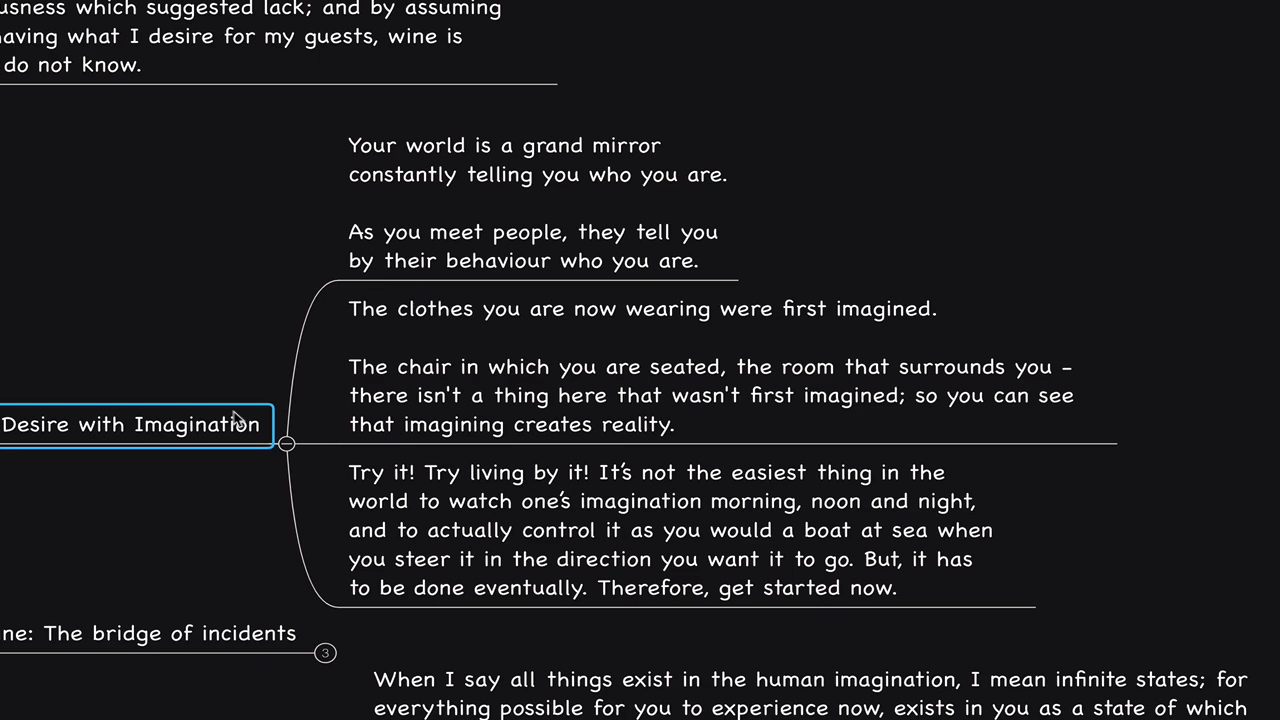 which suggested lack; and by assuming
having what I desire for my guests, wine is
do not know.
Your world is a grand mirror
constantly telling you who you are.
As you meet people, they tell you
by their behaviour who you are.
The clothes you are now wearing were first imagined.
The chair in which you are seated, the room that surrounds you –
there isn't a thing here that wasn't first imagined; so you can see
that imagining creates reality.
Desire with Imagination
Try it! Try living by it! It’s not the easiest thing in the
world to watch one’s imagination morning, noon and night,
and to actually control it as you would a boat at sea when
you steer it in the direction you want it to go. But, it has
to be done eventually. Therefore, get started now.
The bridge of incidents
3
When I say all things exist in the human imagination, I mean infinite states; for
everything possible for you to experience now, exists in you as a state of which